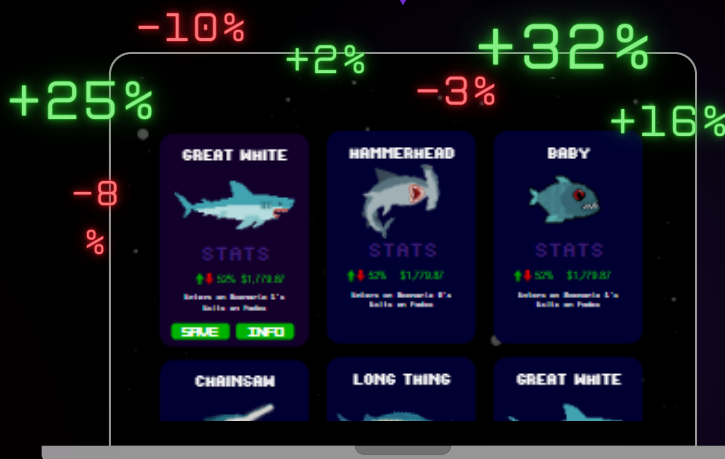 -10%
+2%
+32%
+25%
-3%
+16%
-8
%
GREAT WHITE
STATS
52% $1,779.87
SAVE INFO
HAMMERHEAD
STATS
52% $1,779.87
BABY
STATS
52% $1,779.87
CHAINSAW
LONG THING
GREAT WHITE